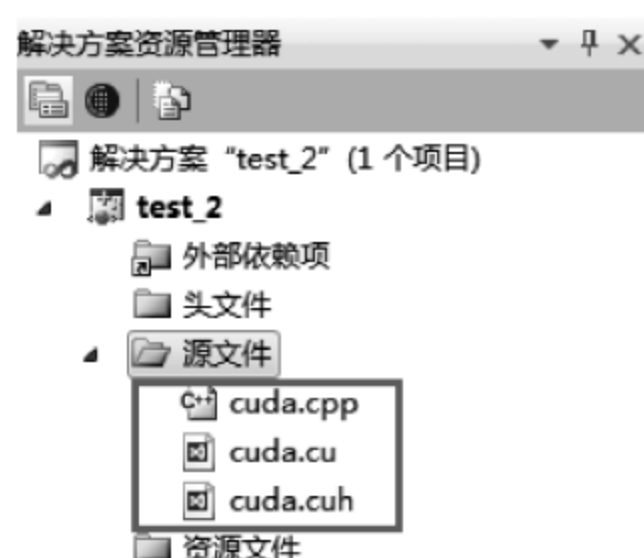 解决方案资源管理器
解决方案 “test_2” (1 个项目)
test_2
外部依赖项
头文件
源文件
C++ cuda.cpp
cuda.cu
cuda.cuh
资源文件